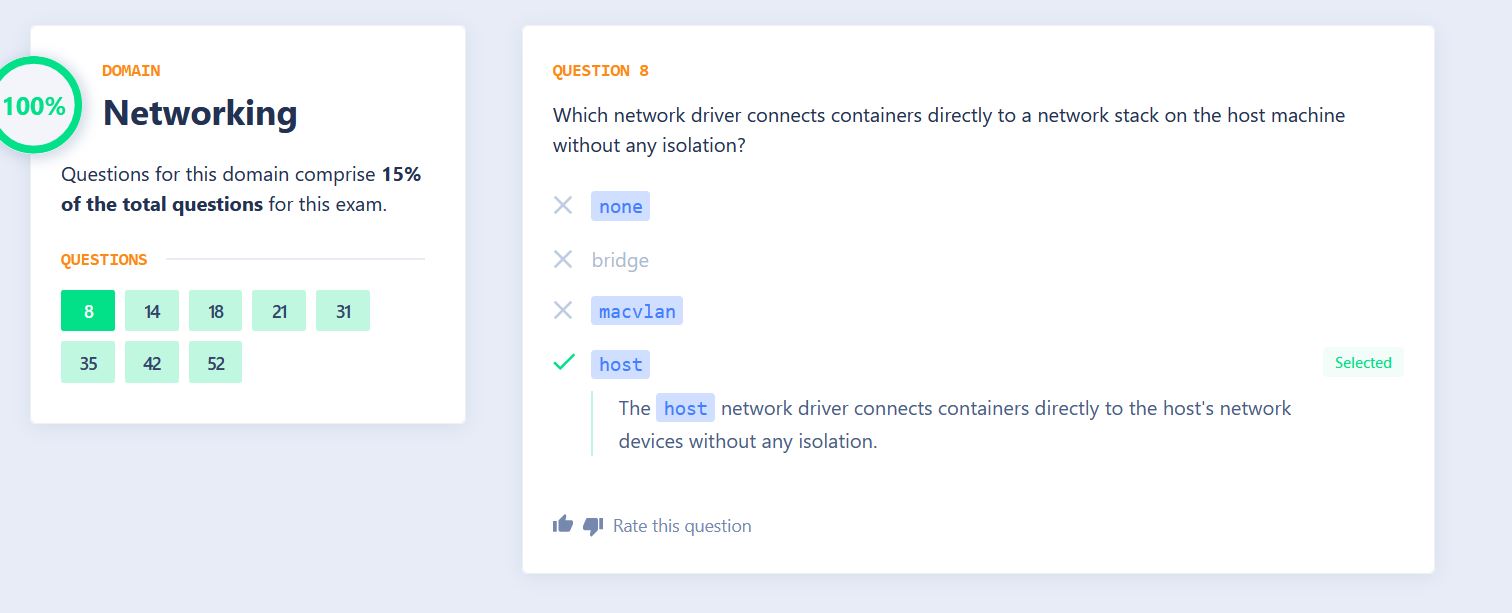 100%
DOMAIN
Networking
Questions for this domain comprise 15%
of the total questions for this exam.
QUESTIONS
8 14 18 21 31
35 42 52
QUESTION 8
Which network driver connects containers directly to a network stack on the host machine
without any isolation?
none
bridge
macvlan
host
Selected
The host network driver connects containers directly to the host's network
devices without any isolation.
Rate this question